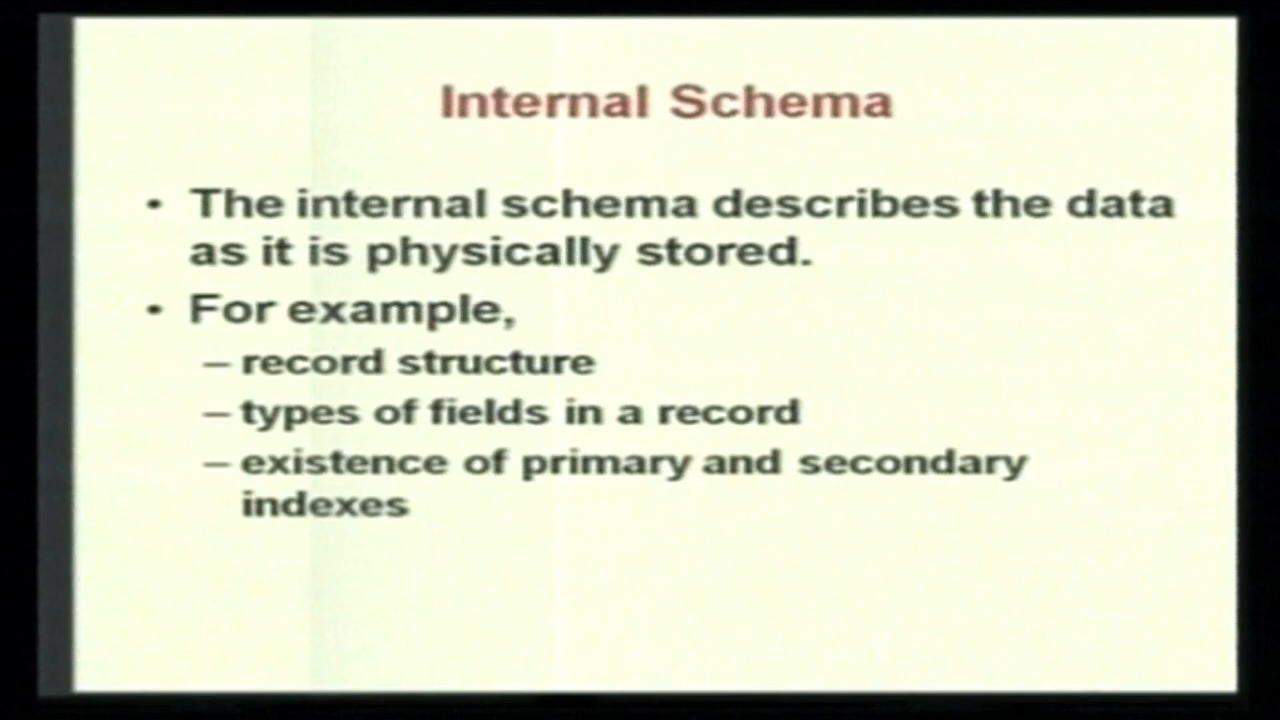 Internal Schema
• The internal schema describes the data
as it is physically stored.
• For example,
– record structure
– types of fields in a record
– existence of primary and secondary
indexes